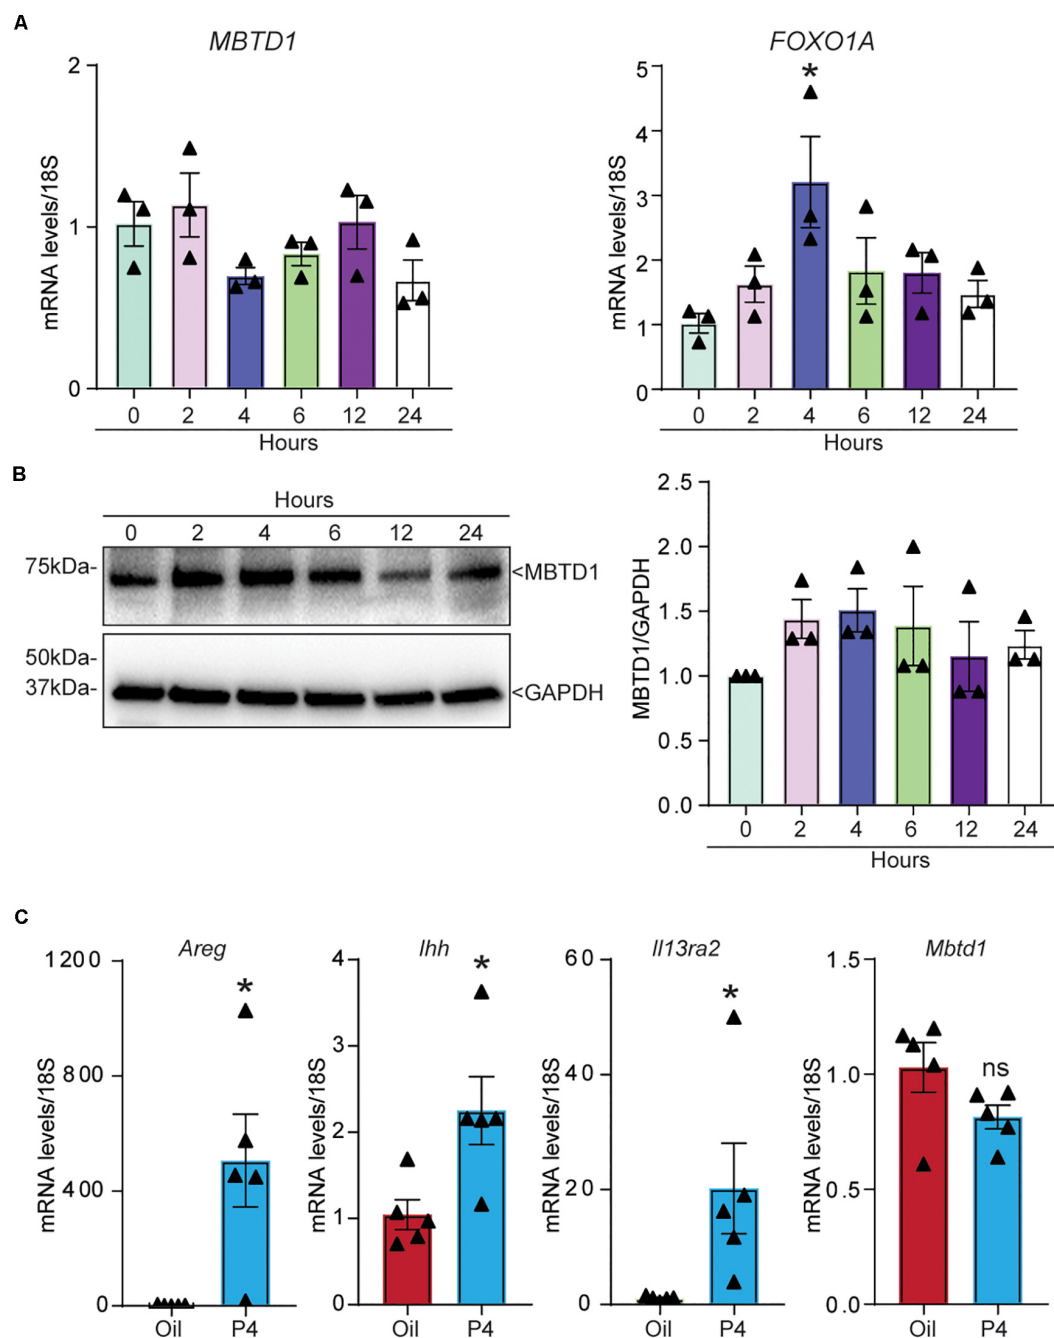 A
MBTD1
mRNA levels/18S
2
1
0
0 2 4 6 12 24
Hours
FOXO1A
mRNA levels/18S
5
4
3
2
1
0
*
0 2 4 6 12 24
Hours
B
Hours
0 2 4 6 12 24
75kDa-
<MBTD1
50kDa-
37kDa-
<GAPDH
MBTD1/GAPDH
2.5
2.0
1.5
1.0
0.5
0.0
0 2 4 6 12 24
Hours
C
Areg
mRNA levels/18S
1200
800
400
0
*
Oil P4
Ihh
mRNA levels/18S
4
3
2
1
0
*
Oil P4
Il13ra2
mRNA levels/18S
60
40
20
0
*
Oil P4
Mbtd1
mRNA levels/18S
1.5
1.0
0.5
0.0
ns
Oil P4